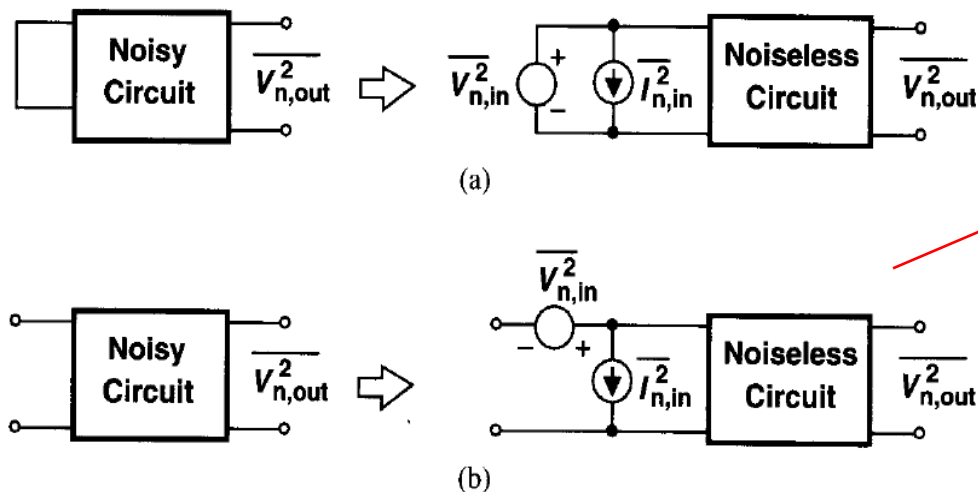 Noisy
Circuit
V²n,out
V²n,in
+
−
I²n,in
Noiseless
Circuit
V²n,out
(a)
Noisy
Circuit
V²n,out
V²n,in
−
+
I²n,in
Noiseless
Circuit
V²n,out
(b)